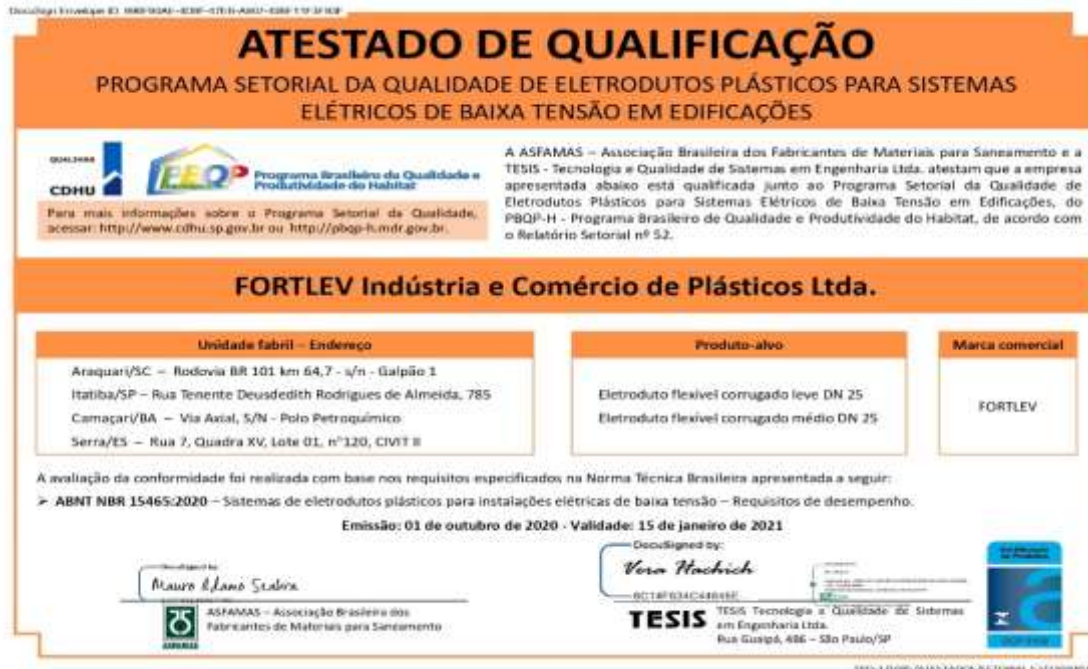 DocuSign Envelope ID:
ATESTADO DE QUALIFICAÇÃO
PROGRAMA SETORIAL DA QUALIDADE DE ELETRODUTOS PLÁSTICOS PARA SISTEMAS
ELÉTRICOS DE BAIXA TENSÃO EM EDIFICAÇÕES
QUALIHAB
CDHU
PBQP
Programa Brasileiro da Qualidade e
Produtividade do Habitat
Para mais informações sobre o Programa Setorial da Qualidade,
acessar: http://www.cdhu.sp.gov.br ou http://pbqp-h.mdr.gov.br.
A ASFAMAS – Associação Brasileira dos Fabricantes de Materiais para Saneamento e a
TESIS - Tecnologia e Qualidade de Sistemas em Engenharia Ltda. atestam que a empresa
apresentada abaixo está qualificada junto ao Programa Setorial da Qualidade de
Eletrodutos Plásticos para Sistemas Elétricos de Baixa Tensão em Edificações, do
PBQP-H - Programa Brasileiro de Qualidade e Produtividade do Habitat, de acordo com
o Relatório Setorial nº 52.
FORTLEV Indústria e Comércio de Plásticos Ltda.
Unidade fabril – Endereço
Araquari/SC – Rodovia BR 101 km 64,7 - s/n - Galpão 1
Itatiba/SP – Rua Tenente Deusdedith Rodrigues de Almeida, 785
Camaçari/BA – Via Axial, S/N - Polo Petroquímico
Serra/ES – Rua 7, Quadra XV, Lote 01, n°120, CIVIT II
Produto-alvo
Eletroduto flexível corrugado leve DN 25
Eletroduto flexível corrugado médio DN 25
Marca comercial
FORTLEV
A avaliação da conformidade foi realizada com base nos requisitos especificados na Norma Técnica Brasileira apresentada a seguir:
➢ ABNT NBR 15465:2020 – Sistemas de eletrodutos plásticos para instalações elétricas de baixa tensão – Requisitos de desempenho.
Emissão: 01 de outubro de 2020 - Validade: 15 de janeiro de 2021
DocuSigned by:
Mauro
ASFAMAS
ASFAMAS – Associação Brasileira dos
Fabricantes de Materiais para Saneamento
DocuSigned by:
Vera Hachich
TESIS
TESIS Tecnologia e Qualidade de Sistemas
em Engenharia Ltda.
Rua Guaipá, 486 – São Paulo/SP